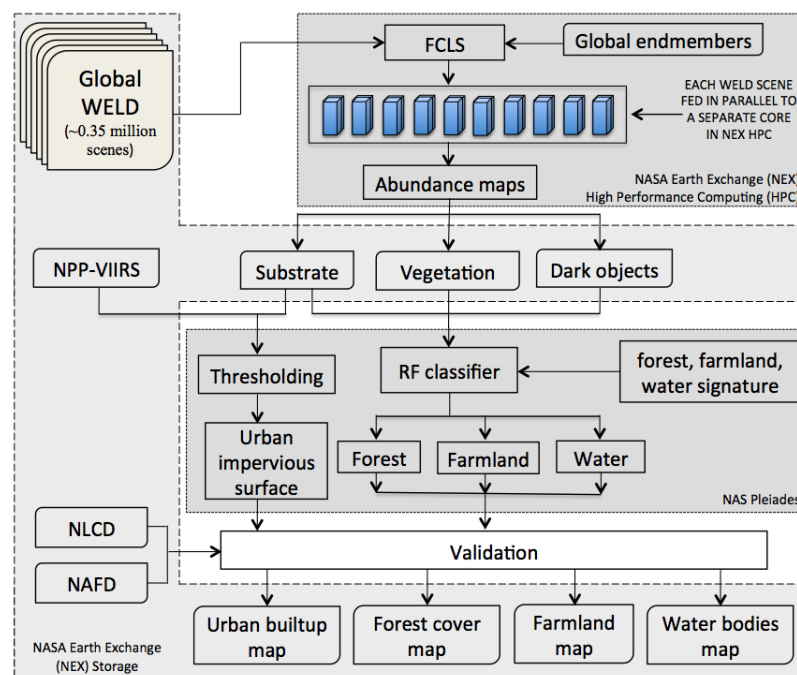 Global
WELD
(~0.35 million
scenes)
FCLS
Global endmembers
EACH WELD SCENE
FED IN PARALLEL TO
A SEPARATE CORE
IN NEX HPC
Abundance maps
NASA Earth Exchange (NEX)
High Performance Computing (HPC)
NPP-VIIRS
Substrate
Vegetation
Dark objects
Thresholding
RF classifier
forest, farmland,
water signature
Urban
impervious
surface
Forest
Farmland
Water
NAS Pleiades
NLCD
NAFD
Validation
Urban builtup
map
Forest cover
map
Farmland
map
Water bodies
map
NASA Earth Exchange
(NEX) Storage